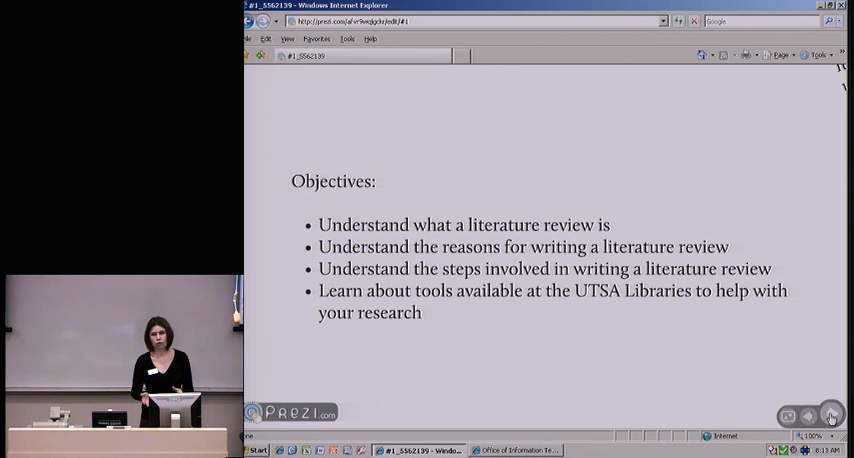 #1_5562139 - Windows Internet Explorer
http://prezi.com/afvr9wqjgckr/edit/#1
Google
Edit View Favorites Tools Help
#1_5562139
Page Tools
Objectives:
• Understand what a literature review is
• Understand the reasons for writing a literature review
• Understand the steps involved in writing a literature review
• Learn about tools available at the UTSA Libraries to help with
your research
PREZI.com
Internet
100%
Start
#1_5562139 - Windo...
Office of Information Te...
8:13 AM